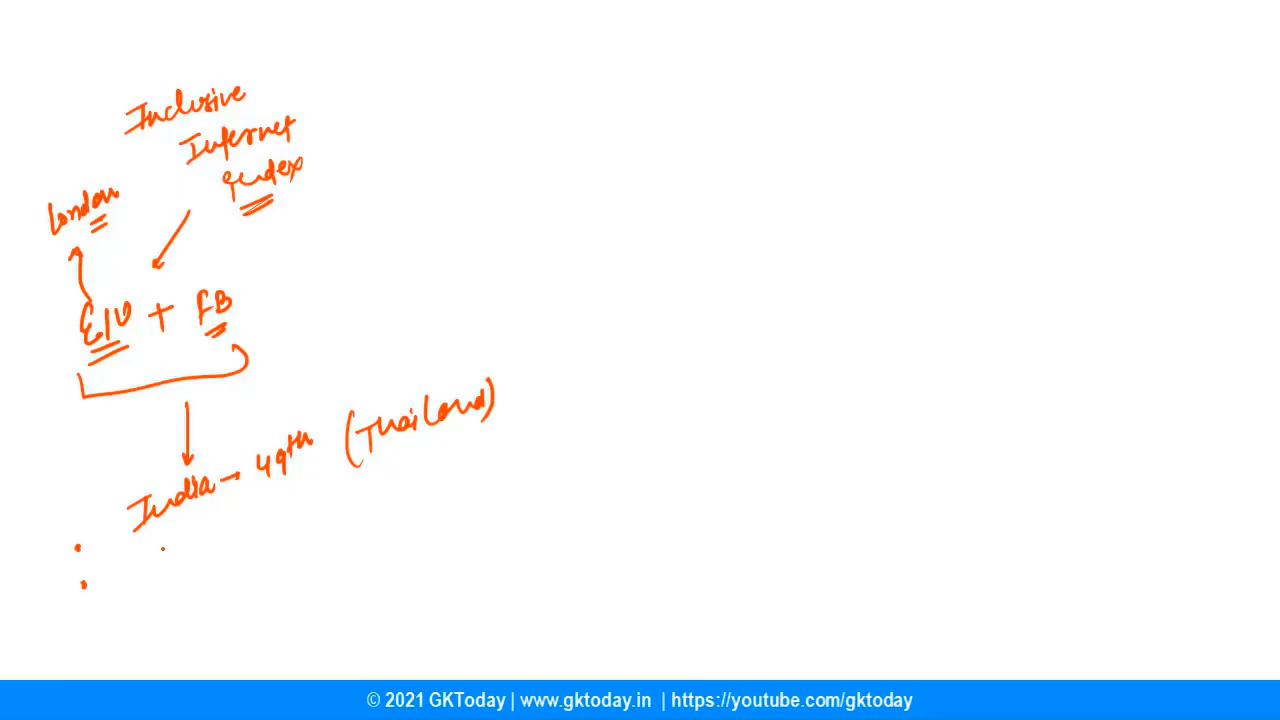 Inclusive
Internet
Index
London
EIU + FB
India → 49th (Thailand)
© 2021 GKToday | www.gktoday.in | https://youtube.com/gktoday